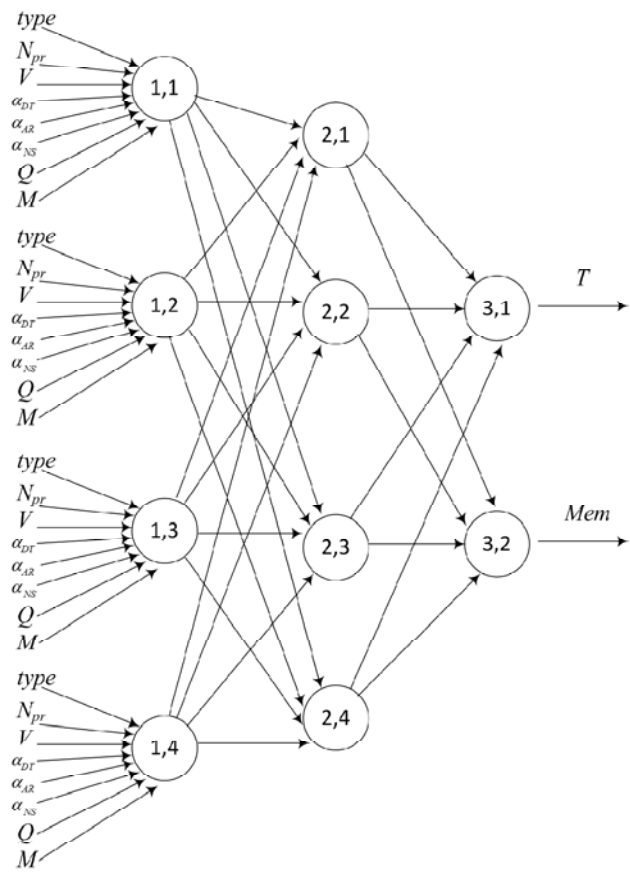 type
N_pr
V
α_DT
α_AR
α_NS
Q
M
1,1
type
N_pr
V
α_DT
α_AR
α_NS
Q
M
1,2
type
N_pr
V
α_DT
α_AR
α_NS
Q
M
1,3
type
N_pr
V
α_DT
α_AR
α_NS
Q
M
1,4
2,1
2,2
2,3
2,4
3,1
3,2
T
Mem